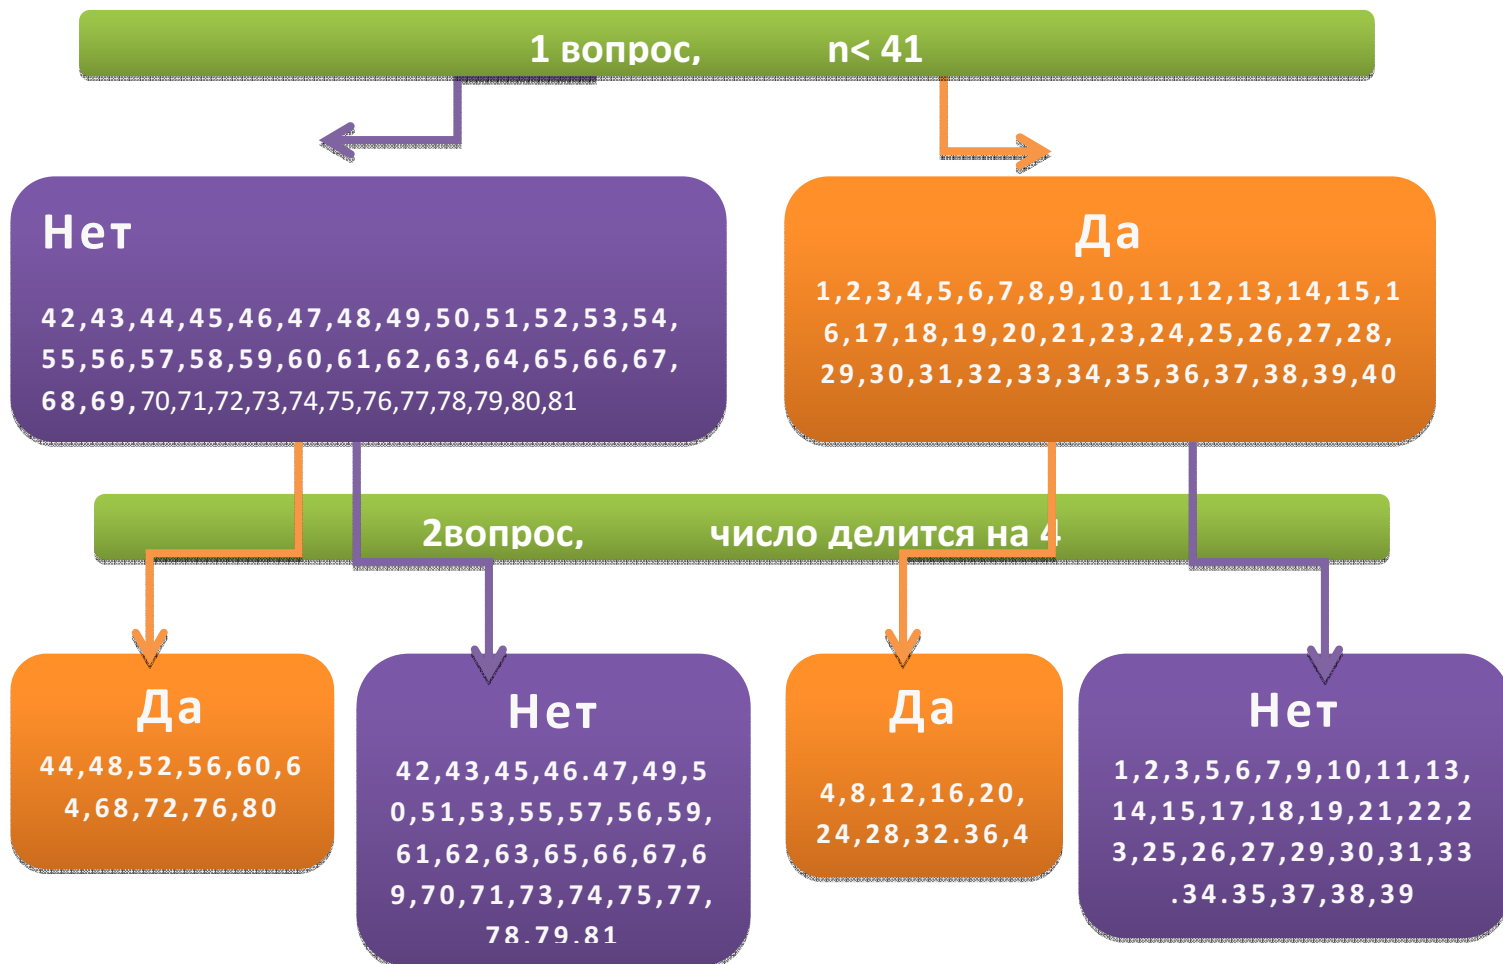 1 вопрос, n< 41
Нет
42,43,44,45,46,47,48,49,50,51,52,53,54,
55,56,57,58,59,60,61,62,63,64,65,66,67,
68,69,70,71,72,73,74,75,76,77,78,79,80,81
Да
1,2,3,4,5,6,7,8,9,10,11,12,13,14,15,1
6,17,18,19,20,21,23,24,25,26,27,28,
29,30,31,32,33,34,35,36,37,38,39,40
2вопрос, число делится на 4
Да
44,48,52,56,60,6
4,68,72,76,80
Нет
42,43,45,46.47,49,5
0,51,53,55,57,56,59,
61,62,63,65,66,67,6
9,70,71,73,74,75,77,
78.79.81
Да
4,8,12,16,20,
24,28,32.36,4
Нет
1,2,3,5,6,7,9,10,11,13,
14,15,17,18,19,21,22,2
3,25,26,27,29,30,31,33
.34.35,37,38,39